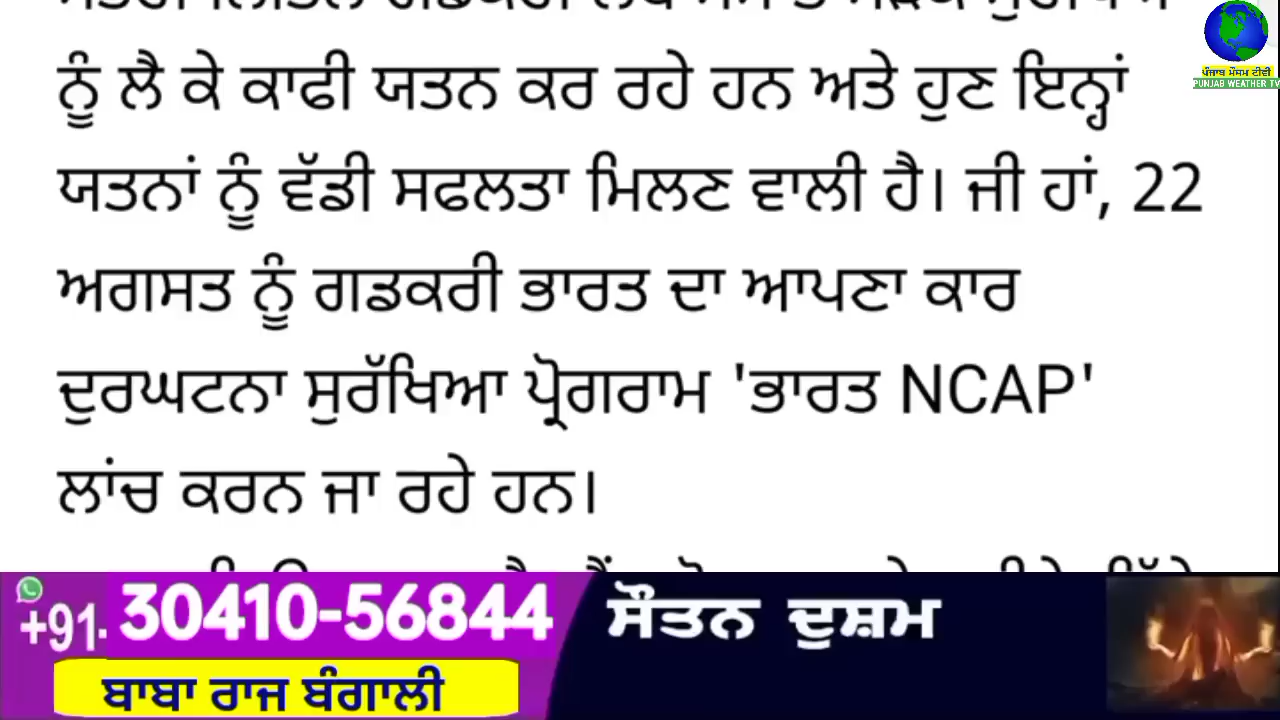 ਨੂੰ ਲੈ ਕੇ ਕਾਫੀ ਯਤਨ ਕਰ ਰਹੇ ਹਨ ਅਤੇ ਹੁਣ ਇਨ੍ਹਾਂ
ਯਤਨਾਂ ਨੂੰ ਵੱਡੀ ਸਫਲਤਾ ਮਿਲਣ ਵਾਲੀ ਹੈ। ਜੀ ਹਾਂ, 22
ਅਗਸਤ ਨੂੰ ਗਡਕਰੀ ਭਾਰਤ ਦਾ ਆਪਣਾ ਕਾਰ
ਦੁਰਘਟਨਾ ਸੁਰੱਖਿਆ ਪ੍ਰੋਗਰਾਮ 'ਭਾਰਤ NCAP'
ਲਾਂਚ ਕਰਨ ਜਾ ਰਹੇ ਹਨ।
ਪੰਜਾਬ ਮੌਸਮ ਟੀਵੀ
PUNJAB WEATHER TV
+91- 30410-56844
ਬਾਬਾ ਰਾਜ ਬੰਗਾਲੀ
ਸੌਤਨ ਦੁਸ਼ਮ